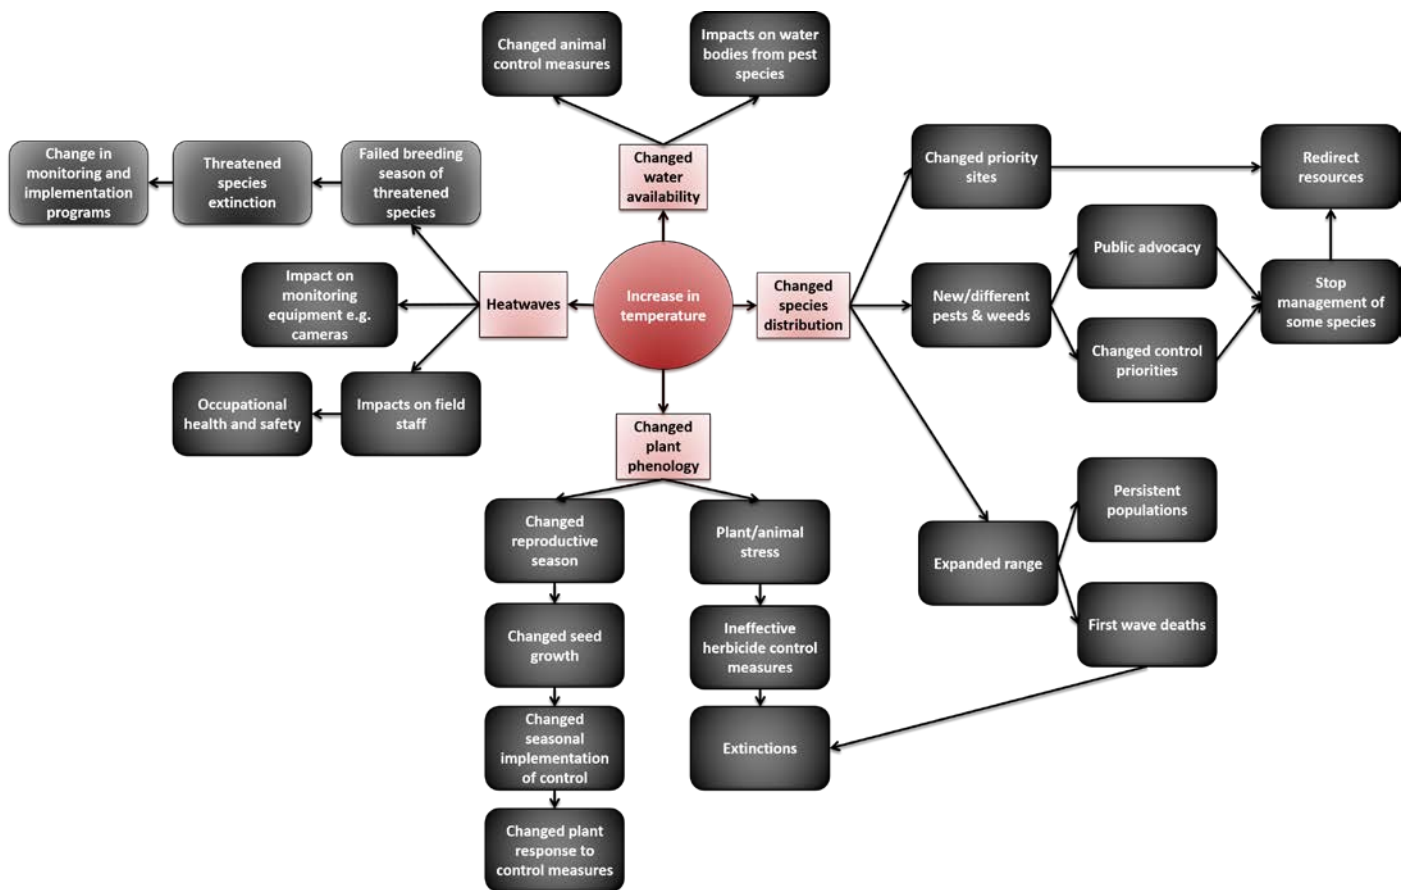 Changed animal
control measures
Impacts on water
bodies from pest
species
Change in
monitoring and
implementation
programs
Threatened
species
extinction
Failed breeding
season of
threatened
species
Changed
water
availability
Changed priority
sites
Redirect
resources
Impact on
monitoring
equipment e.g.
cameras
Heatwaves
Increase in
temperature
Changed
species
distribution
New/different
pests & weeds
Public advocacy
Changed control
priorities
Stop
management of
some species
Occupational
health and safety
Impacts on field
staff
Changed
plant
phenology
Changed
reproductive
season
Plant/animal
stress
Expanded range
Persistent
populations
First wave deaths
Changed seed
growth
Ineffective
herbicide control
measures
Changed
seasonal
implementation
of control
Extinctions
Changed plant
response to
control measures